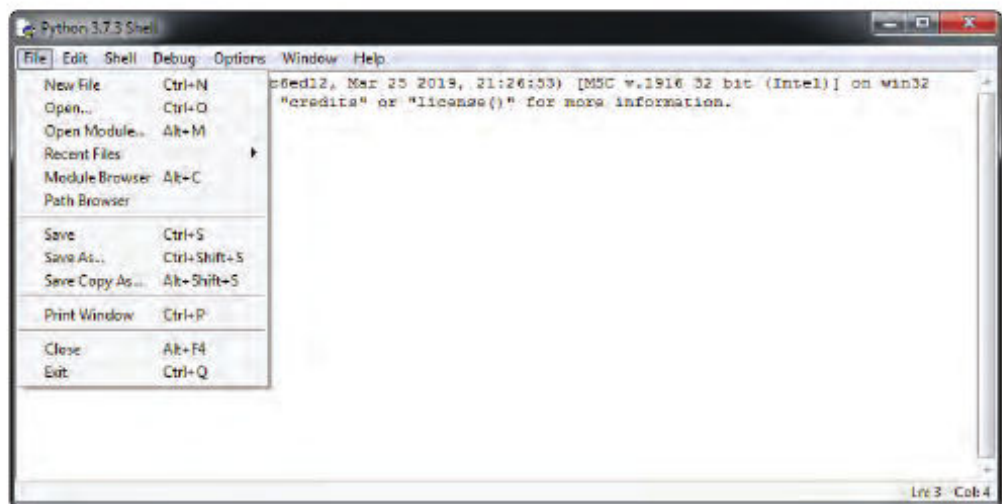 Python 3.7.3 Shell
File Edit Shell Debug Options Window Help
c6ed12, Mar 25 2019, 21:26:53) [MSC v.1916 32 bit (Intel)] on win32
"credits" or "license()" for more information.
New File Ctrl+N
Open... Ctrl+O
Open Module... Alt+M
Recent Files
Module Browser Alt+C
Path Browser
Save Ctrl+S
Save As... Ctrl+Shift+S
Save Copy As... Alt+Shift+S
Print Window Ctrl+P
Close Alt+F4
Exit Ctrl+Q
Ln: 3 Col: 4